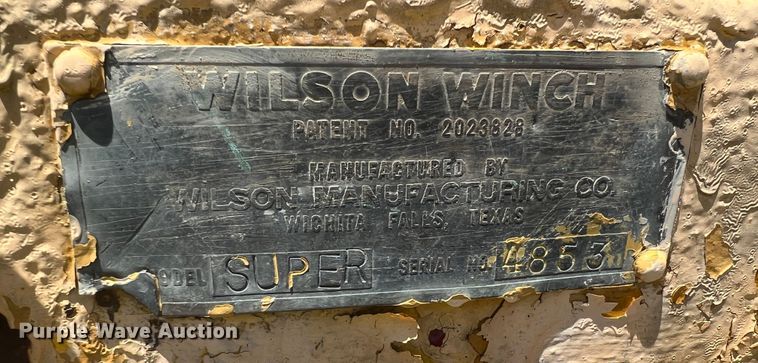 WILSON WINCH
PATENT NO. 2023828
MANUFACTURED BY
WILSON MANUFACTURING CO.
WICHITA FALLS, TEXAS
MODEL SUPER SERIAL NO. 4853
Purple Wave Auction